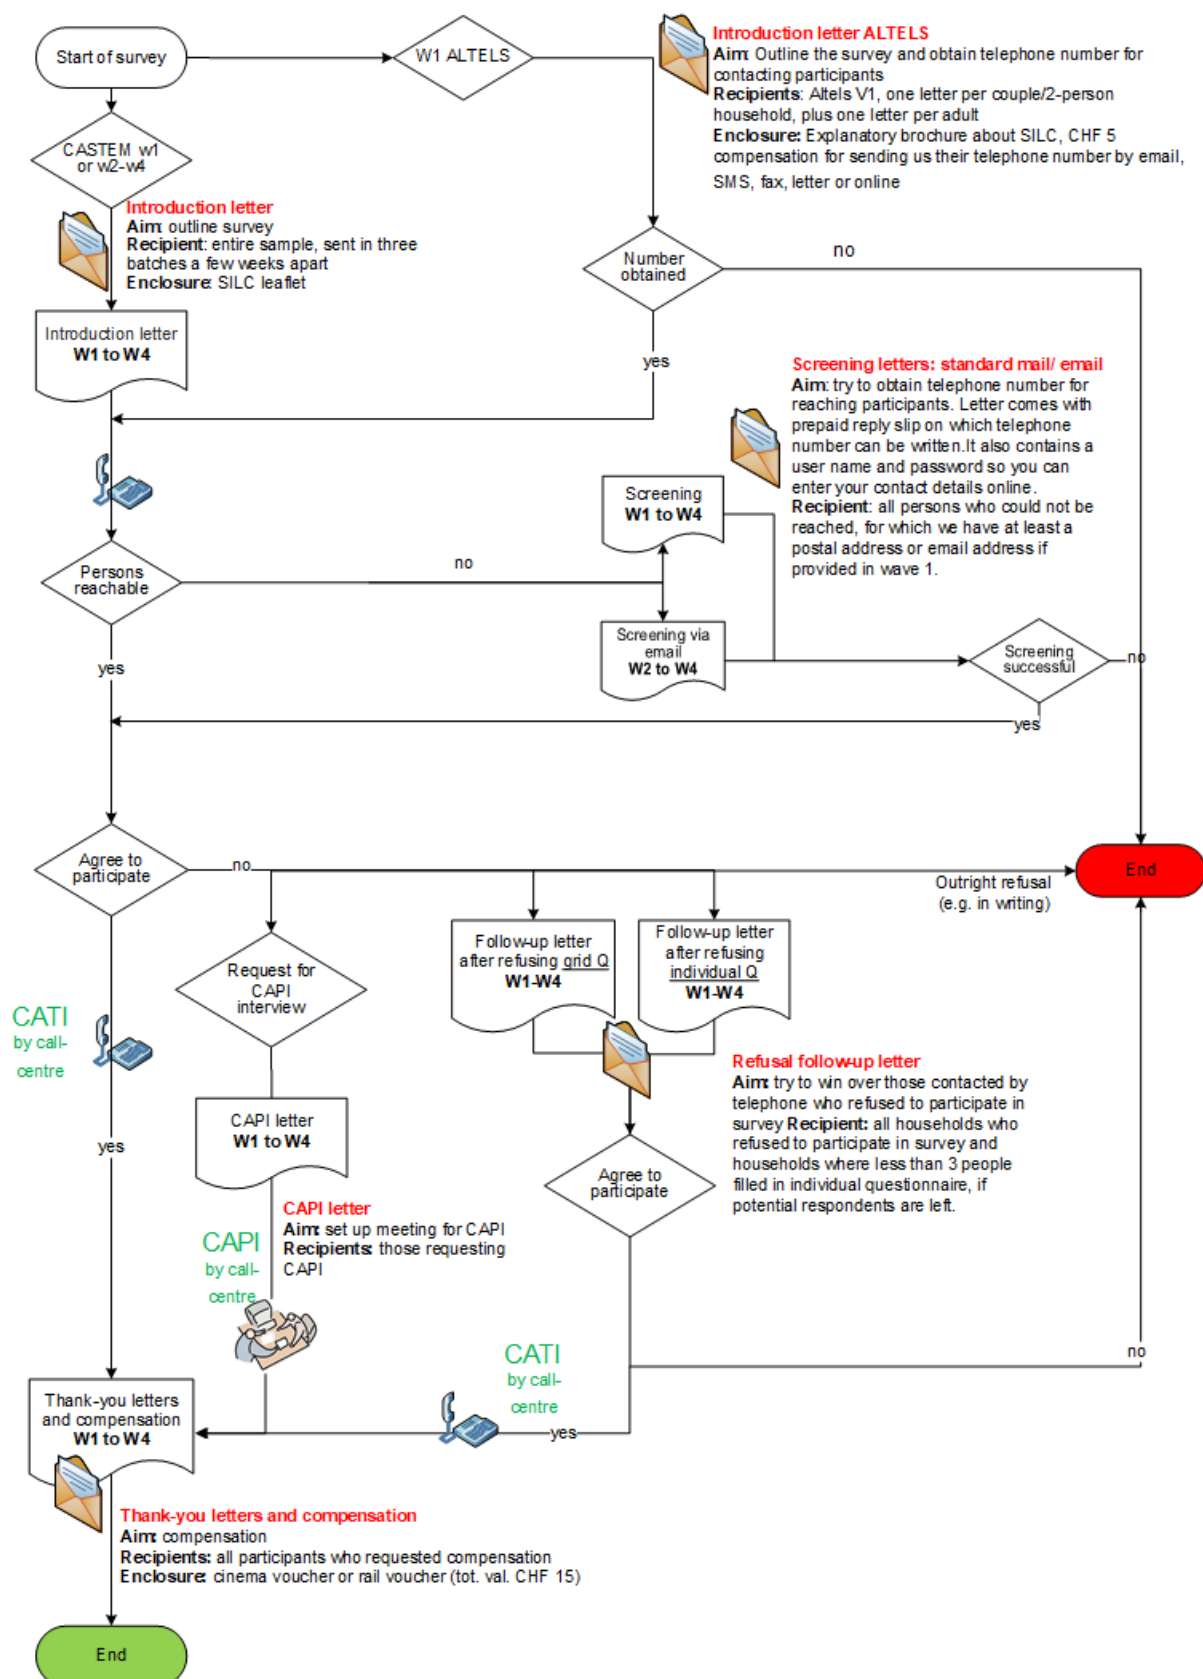 Start of survey
W1 ALTELS
Introduction letter ALTELS
Aim: Outline the survey and obtain telephone number for
contacting participants
Recipients: Altels V1, one letter per couple/2-person
household, plus one letter per adult
Enclosure: Explanatory brochure about SILC, CHF 5
compensation for sending us their telephone number by email,
SMS, fax, letter or online
CASTEM w1
or w2-w4
Introduction letter
Aim: outline survey
Recipient: entire sample, sent in three
batches a few weeks apart
Enclosure: SILC leaflet
Number
obtained
no
yes
Introduction letter
W1 to W4
Screening letters: standard mail/ email
Aim: try to obtain telephone number for
reaching participants. Letter comes with
prepaid reply slip on which telephone
number can be written.It also contains a
user name and password so you can
enter your contact details online.
Recipient: all persons who could not be
reached, for which we have at least a
postal address or email address if
provided in wave 1.
Screening
W1 to W4
Persons
reachable
no
yes
Screening via
email
W2 to W4
Screening
successful
no
yes
Agree to
participate
no
Outright refusal
(e.g. in writing)
End
Request for
CAPI
interview
Follow-up letter
after refusing grid Q
W1-W4
Follow-up letter
after refusing
individual Q
W1-W4
CATI
by call-
centre
yes
Refusal follow-up letter
Aim: try to win over those contacted by
telephone who refused to participate in
survey Recipient: all households who
refused to participate in survey and
households where less than 3 people
filled in individual questionnaire, if
potential respondents are left.
CAPI letter
W1 to W4
Agree to
participate
CAPI letter
Aim: set up meeting for CAPI
Recipients: those requesting
CAPI
CAPI
by call-
centre
CATI
by call-
centre
no
yes
Thank-you letters
and compensation
W1 to W4
Thank-you letters and compensation
Aim: compensation
Recipients: all participants who requested compensation
Enclosure: cinema voucher or rail voucher (tot. val. CHF 15)
End